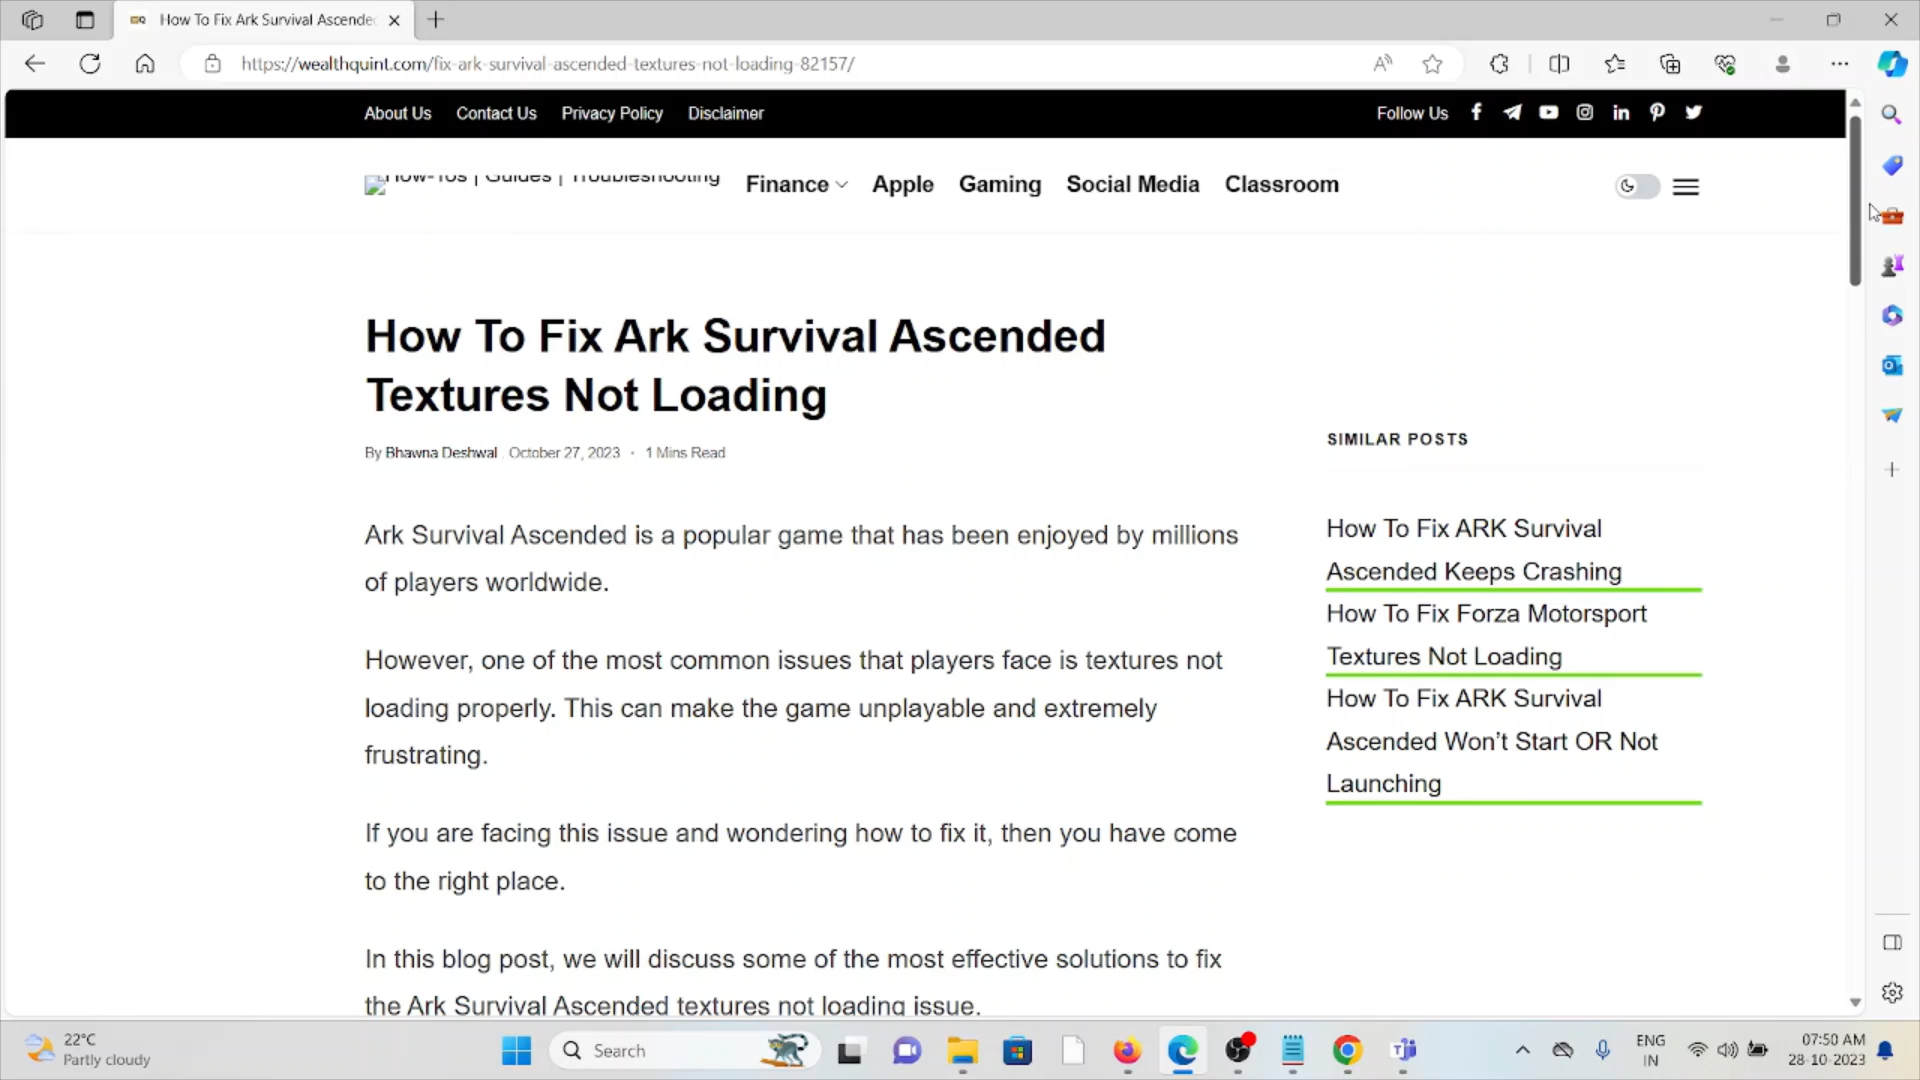 How To Fix Ark Survival Ascende
https://wealthquint.com/fix-ark-survival-ascended-textures-not-loading-82157/
About Us Contact Us Privacy Policy Disclaimer Follow Us
How-Tos | Guides | Troubleshooting Finance Apple Gaming Social Media Classroom
How To Fix Ark Survival Ascended
Textures Not Loading
By Bhawna Deshwal . October 27, 2023 • 1 Mins Read
Ark Survival Ascended is a popular game that has been enjoyed by millions
of players worldwide.
However, one of the most common issues that players face is textures not
loading properly. This can make the game unplayable and extremely
frustrating.
If you are facing this issue and wondering how to fix it, then you have come
to the right place.
In this blog post, we will discuss some of the most effective solutions to fix
the Ark Survival Ascended textures not loading issue.
SIMILAR POSTS
How To Fix ARK Survival
Ascended Keeps Crashing
How To Fix Forza Motorsport
Textures Not Loading
How To Fix ARK Survival
Ascended Won’t Start OR Not
Launching
22°C
Partly cloudy
Search
ENG
IN
07:50 AM
28-10-2023